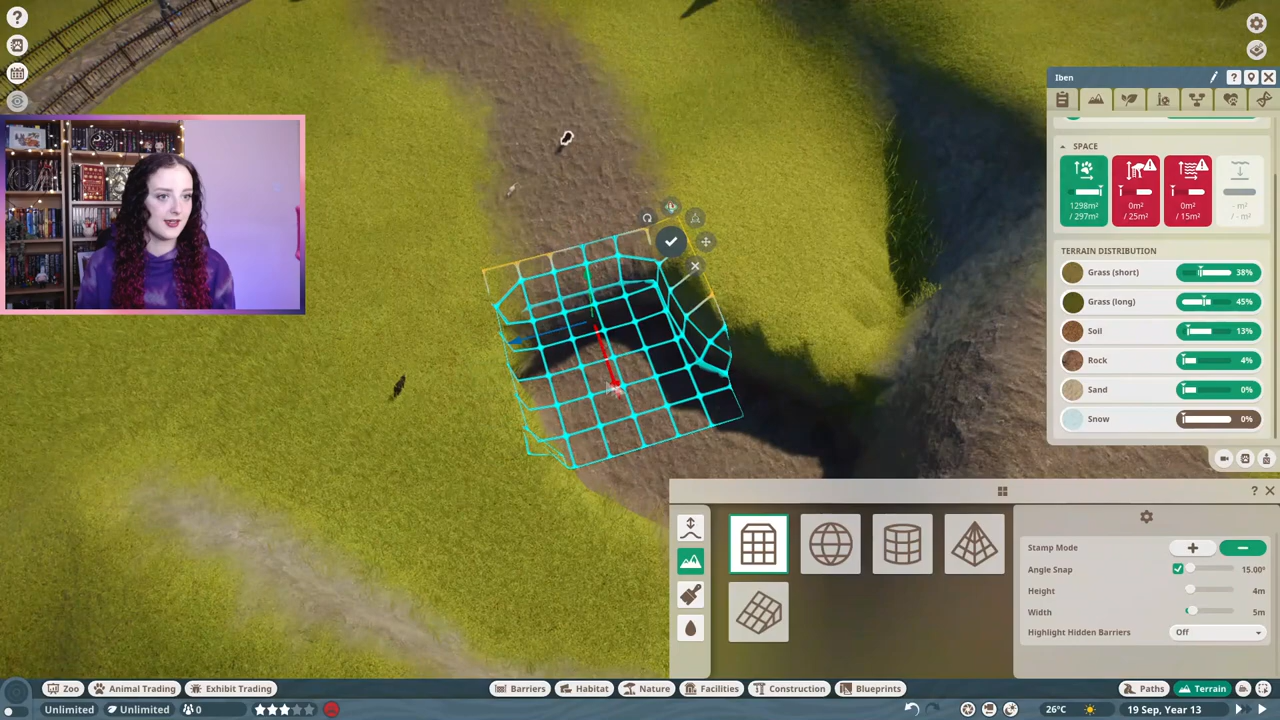 ?
Iben
?
SPACE
1298m²
/ 297m²
0m²
/ 25m²
0m²
/ 15m²
- m²
/ - m²
TERRAIN DISTRIBUTION
Grass (short) 38%
Grass (long) 45%
Soil 13%
Rock 4%
Sand 0%
Snow 0%
?
Stamp Mode
Angle Snap 15.00°
Height 4m
Width 5m
Highlight Hidden Barriers Off
Zoo Animal Trading Exhibit Trading Barriers Habitat Nature Facilities Construction Blueprints Paths Terrain
Unlimited Unlimited 0 26°C 19 Sep, Year 13